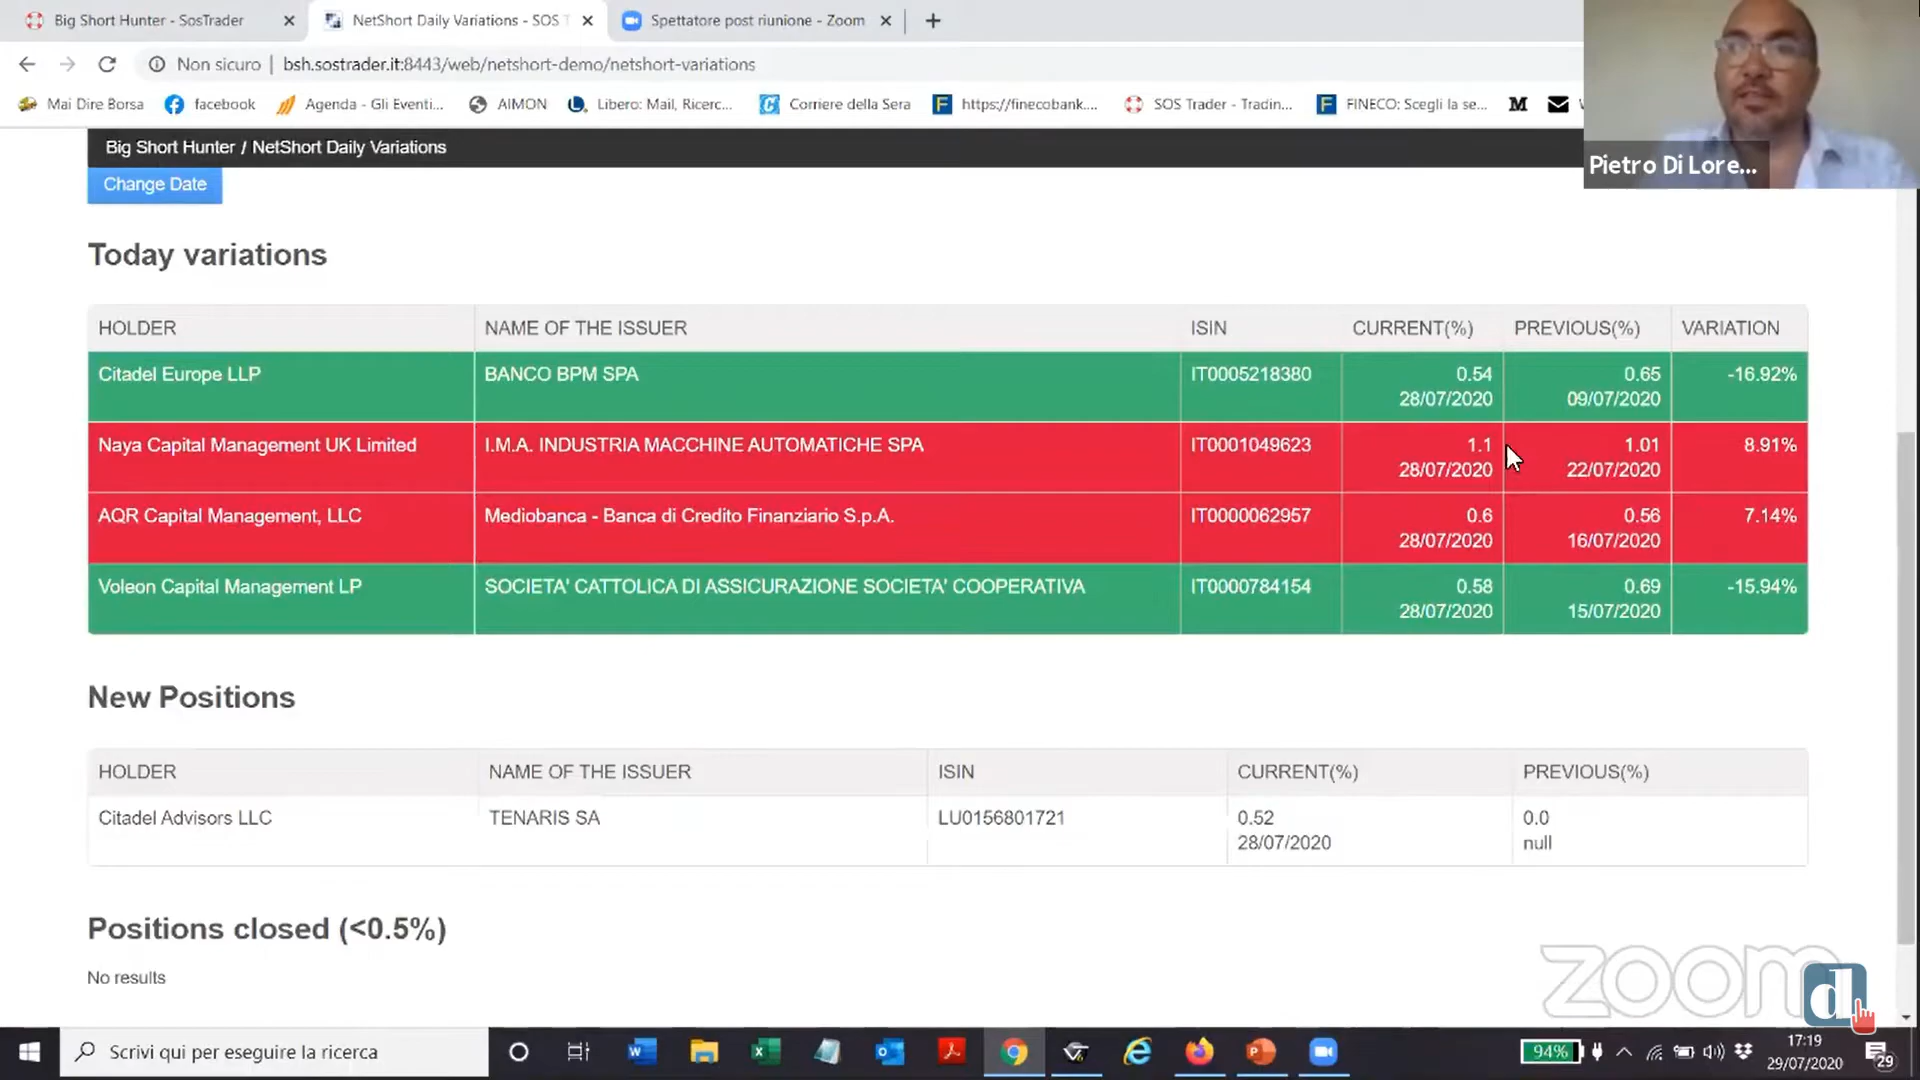 Big Short Hunter - SosTrader
NetShort Daily Variations - SOS T
Spettatore post riunione - Zoom
Non sicuro
bsh.sostrader.it:8443/web/netshort-demo/netshort-variations
Mai Dire Borsa
facebook
Agenda - Gli Eventi...
AIMON
Libero: Mail, Ricerc...
Corriere della Sera
https://finecobank....
SOS Trader - Tradin...
FINECO: Scegli la se...
Pietro Di Lore...
Big Short Hunter / NetShort Daily Variations
Change Date
Today variations
HOLDER NAME OF THE ISSUER ISIN CURRENT(%) PREVIOUS(%) VARIATION
Citadel Europe LLP BANCO BPM SPA IT0005218380 0.54 0.65 -16.92%
28/07/2020 09/07/2020
Naya Capital Management UK Limited I.M.A. INDUSTRIA MACCHINE AUTOMATICHE SPA IT0001049623 1.1 1.01 8.91%
28/07/2020 22/07/2020
AQR Capital Management, LLC Mediobanca - Banca di Credito Finanziario S.p.A. IT0000062957 0.6 0.56 7.14%
28/07/2020 16/07/2020
Voleon Capital Management LP SOCIETA' CATTOLICA DI ASSICURAZIONE SOCIETA' COOPERATIVA IT0000784154 0.58 0.69 -15.94%
28/07/2020 15/07/2020
New Positions
HOLDER NAME OF THE ISSUER ISIN CURRENT(%) PREVIOUS(%)
Citadel Advisors LLC TENARIS SA LU0156801721 0.52 0.0
28/07/2020 null
Positions closed (<0.5%)
No results
zoom
d
Scrivi qui per eseguire la ricerca
94%
17:19
29/07/2020
29